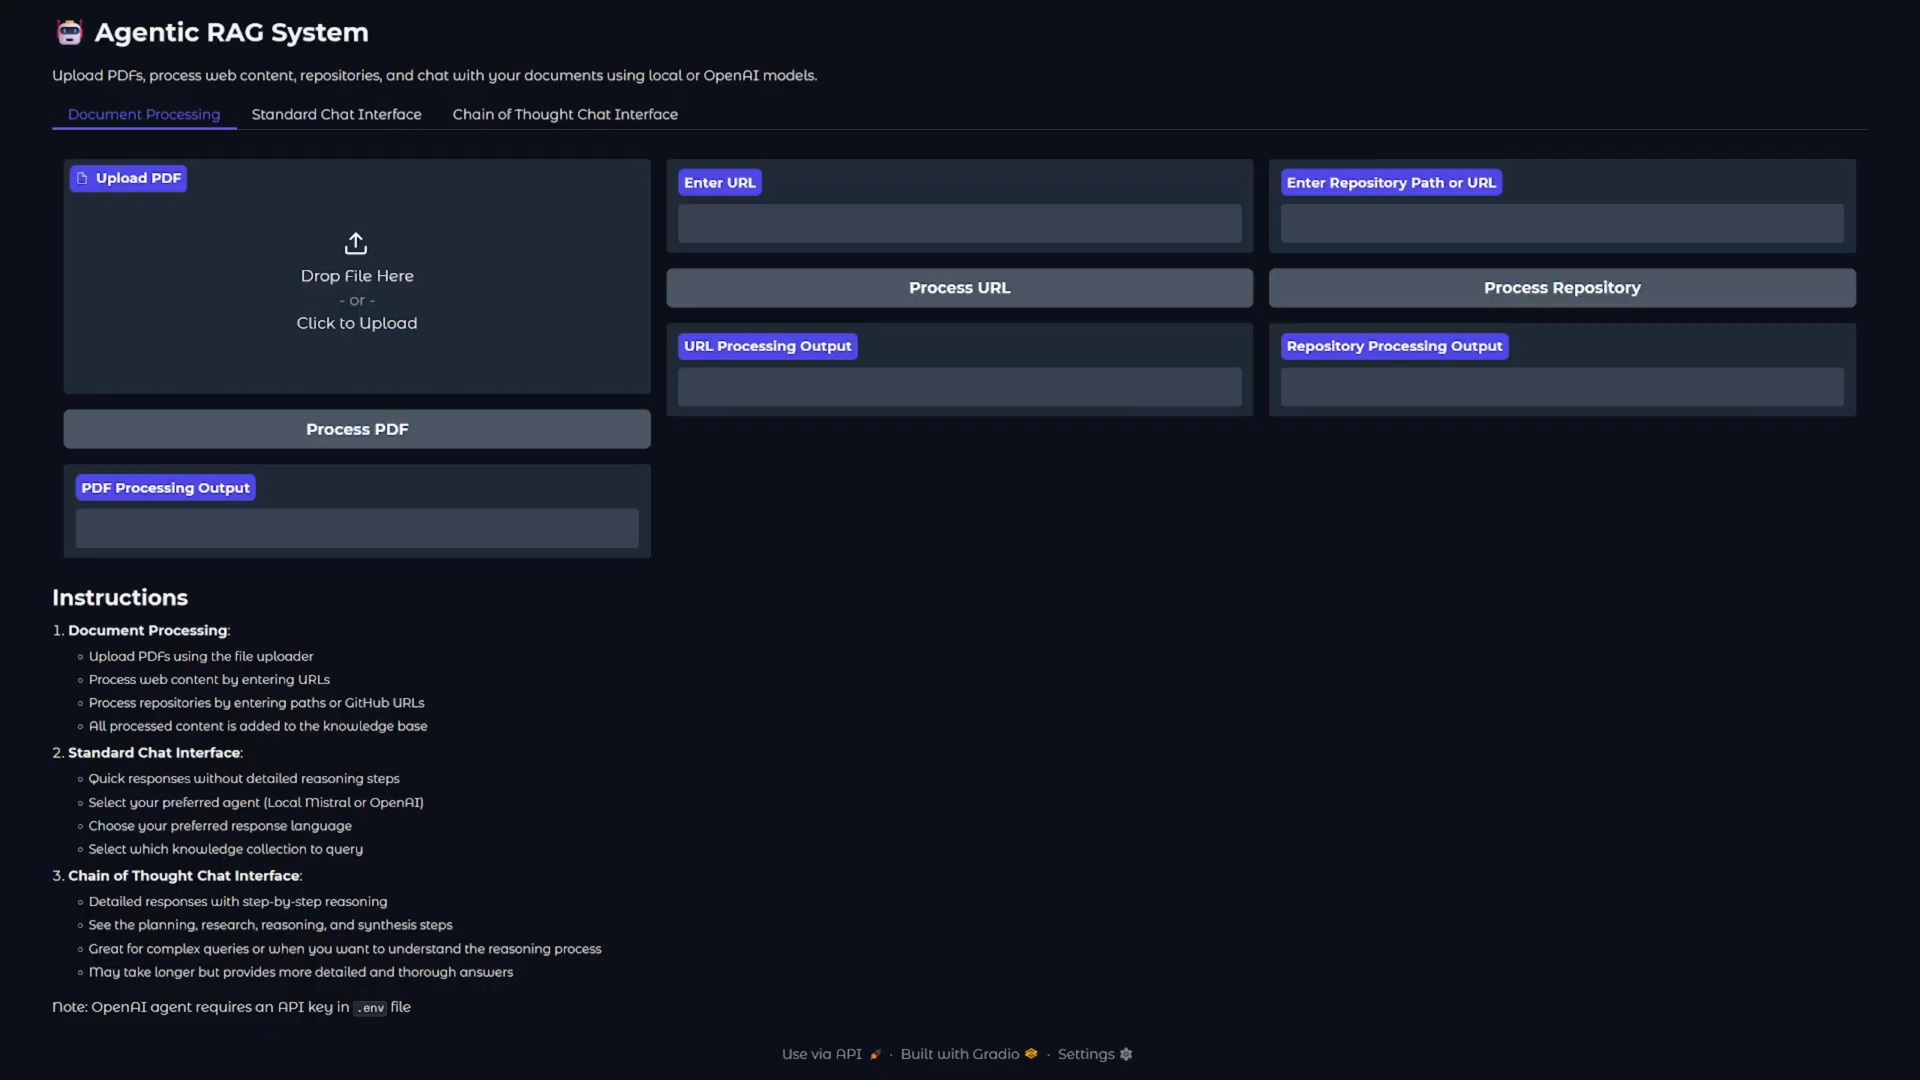 Agentic RAG System
Upload PDFs, process web content, repositories, and chat with your documents using local or OpenAI models.
Document Processing
Standard Chat Interface
Chain of Thought Chat Interface
Upload PDF
Drop File Here
- or -
Click to Upload
Process PDF
PDF Processing Output
Enter URL
Process URL
URL Processing Output
Enter Repository Path or URL
Process Repository
Repository Processing Output
Instructions
1. Document Processing:
Upload PDFs using the file uploader
Process web content by entering URLs
Process repositories by entering paths or GitHub URLs
All processed content is added to the knowledge base
2. Standard Chat Interface:
Quick responses without detailed reasoning steps
Select your preferred agent (Local Mistral or OpenAI)
Choose your preferred response language
Select which knowledge collection to query
3. Chain of Thought Chat Interface:
Detailed responses with step-by-step reasoning
See the planning, research, reasoning, and synthesis steps
Great for complex queries or when you want to understand the reasoning process
May take longer but provides more detailed and thorough answers
Note: OpenAI agent requires an API key in .env file
Use via API · Built with Gradio · Settings